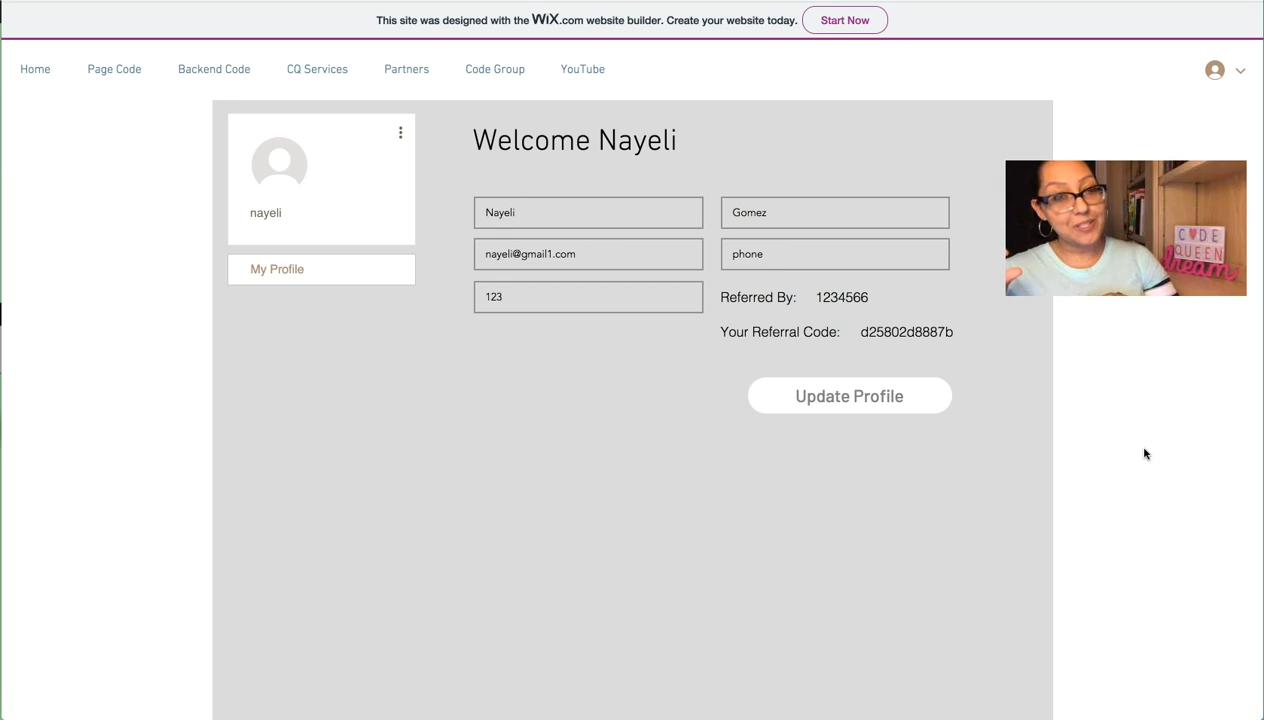 This site was designed with the WiX.com website builder. Create your website today. Start Now
Home Page Code Backend Code CQ Services Partners Code Group YouTube
Welcome Nayeli
nayeli
My Profile
Nayeli Gomez
nayeli@gmail1.com phone
123
Referred By: 1234566
Your Referral Code: d25802d8887b
Update Profile
C♥DE
QUEEN
dream